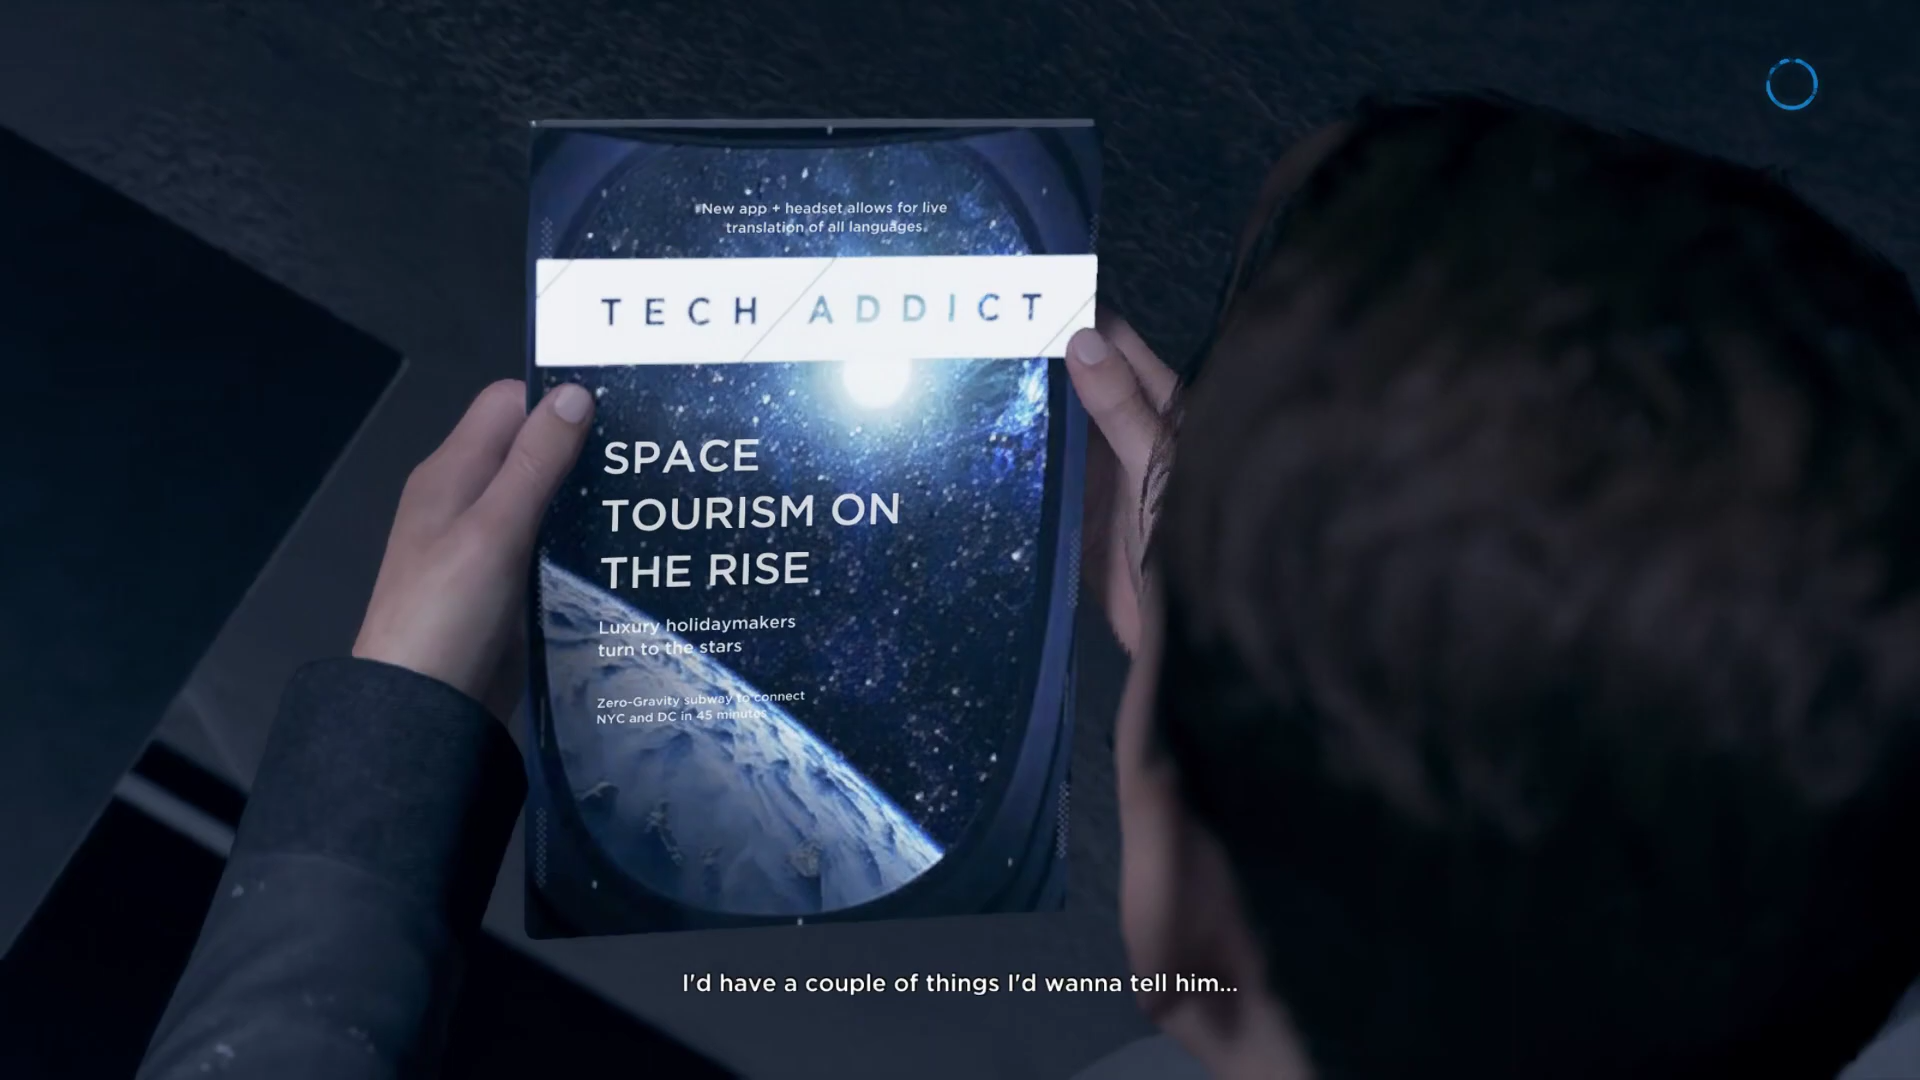 New app + headset allows for live
translation of all languages.
TECH ADDICT
SPACE
TOURISM ON
THE RISE
Luxury holidaymakers
turn to the stars
Zero-Gravity subway to connect
NYC and DC in 45 minutes
I'd have a couple of things I'd wanna tell him...